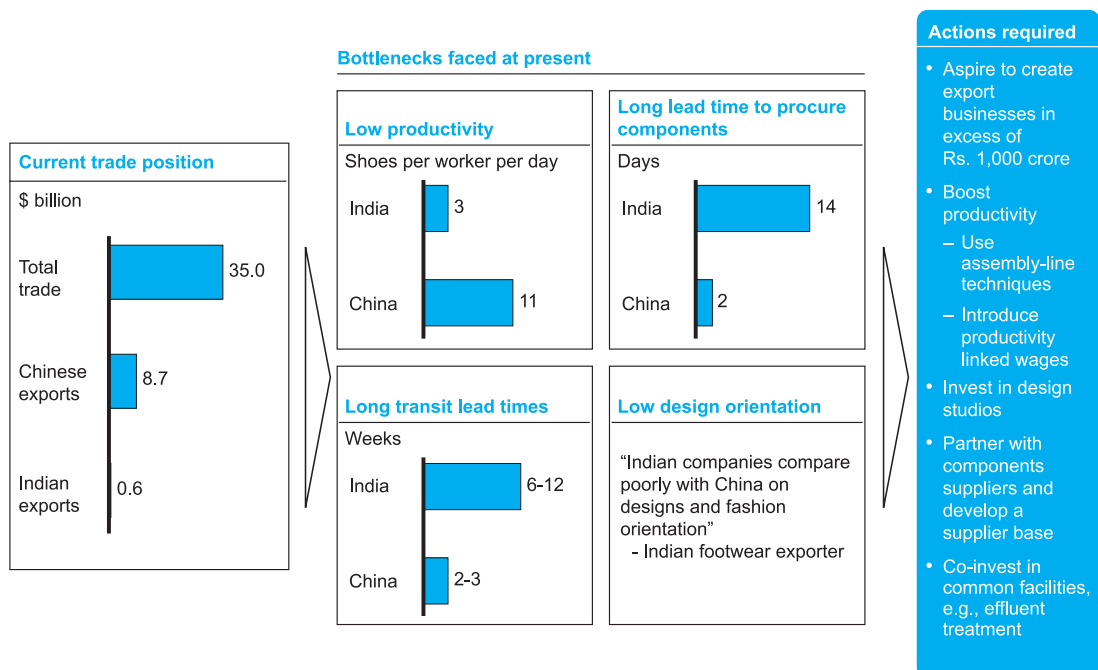 Current trade position
$ billion
Total
trade
35.0
Chinese
exports
8.7
Indian
exports
0.6
Bottlenecks faced at present
Low productivity
Shoes per worker per day
India
3
China
11
Long lead time to procure
components
Days
India
14
China
2
Long transit lead times
Weeks
India
6-12
China
2-3
Low design orientation
“Indian companies compare
poorly with China on
designs and fashion
orientation”
- Indian footwear exporter
Actions required
• Aspire to create
export
businesses in
excess of
Rs. 1,000 crore
• Boost
productivity
– Use
assembly-line
techniques
– Introduce
productivity
linked wages
• Invest in design
studios
• Partner with
components
suppliers and
develop a
supplier base
• Co-invest in
common facilities,
e.g., effluent
treatment